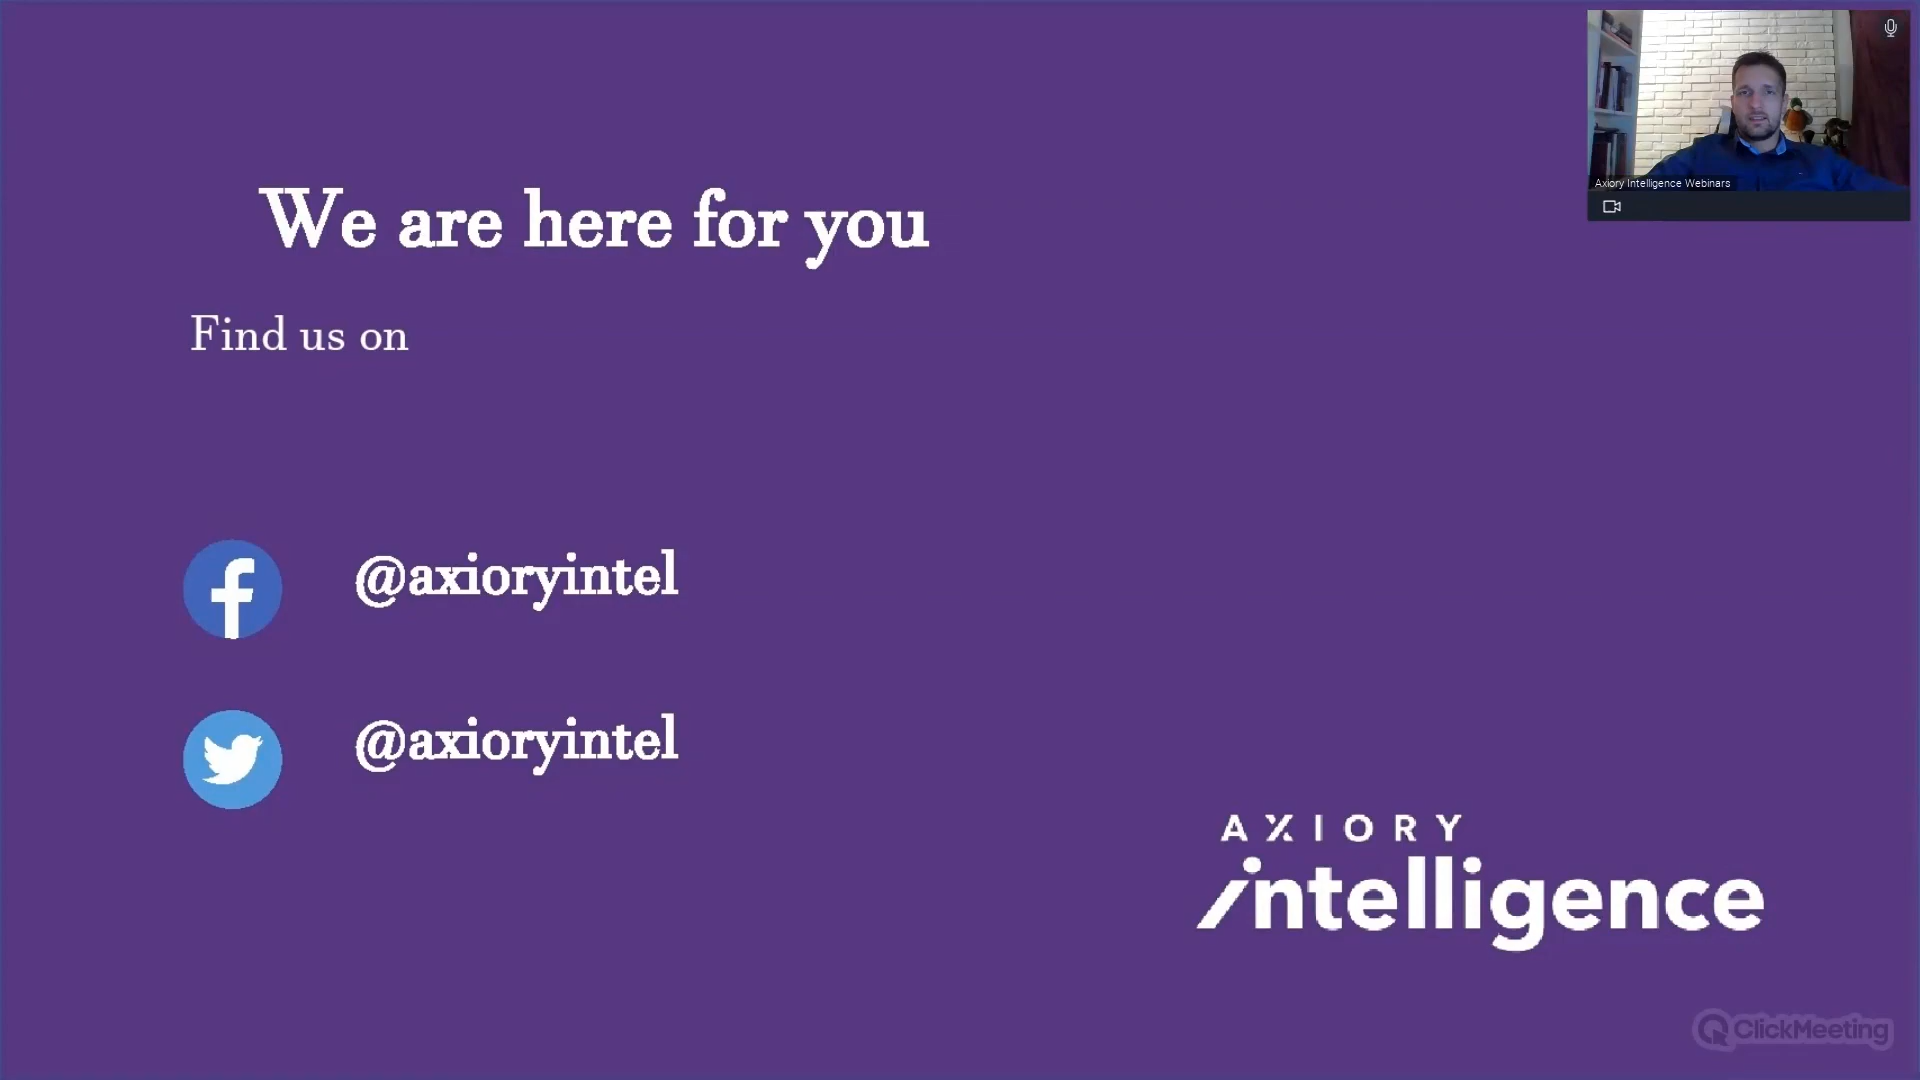 Axiory Intelligence Webinars
We are here for you
Find us on
@axioryintel
@axioryintel
AXIORY
intelligence
ClickMeeting